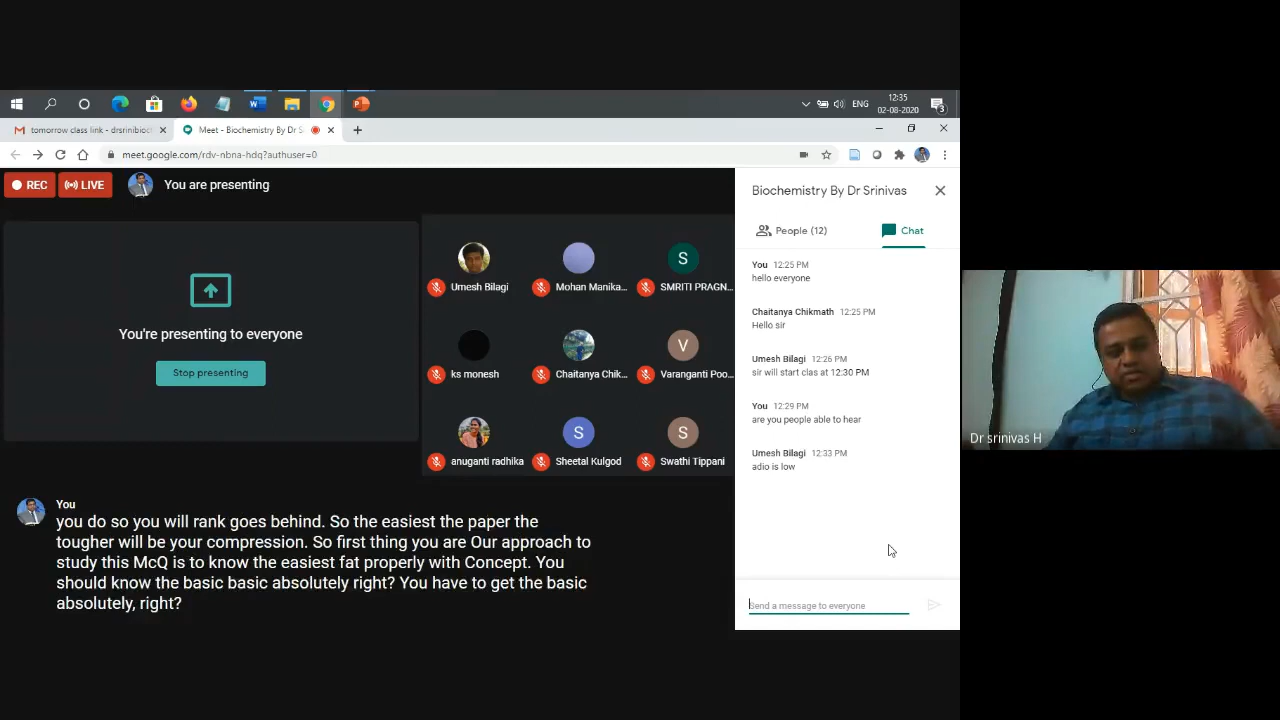 12:35
ENG
02-08-2020
3
tomorrow class link - drsrinibioc
Meet - Biochemistry By Dr S
meet.google.com/rdv-nbna-hdq?authuser=0
REC
LIVE
You are presenting
You're presenting to everyone
Stop presenting
Umesh Bilagi
Mohan Manika...
S
SMRITI PRAGN...
ks monesh
Chaitanya Chik...
V
Varanganti Poo...
anuganti radhika
S
Sheetal Kulgod
S
Swathi Tippani
You
you do so you will rank goes behind. So the easiest the paper the
tougher will be your compression. So first thing you are Our approach to
study this McQ is to know the easiest fat properly with Concept. You
should know the basic basic absolutely right? You have to get the basic
absolutely, right?
Biochemistry By Dr Srinivas
People (12)
Chat
You 12:25 PM
hello everyone
Chaitanya Chikmath 12:25 PM
Hello sir
Umesh Bilagi 12:26 PM
sir will start clas at 12:30 PM
You 12:29 PM
are you people able to hear
Umesh Bilagi 12:33 PM
adio is low
Send a message to everyone
Dr srinivas H